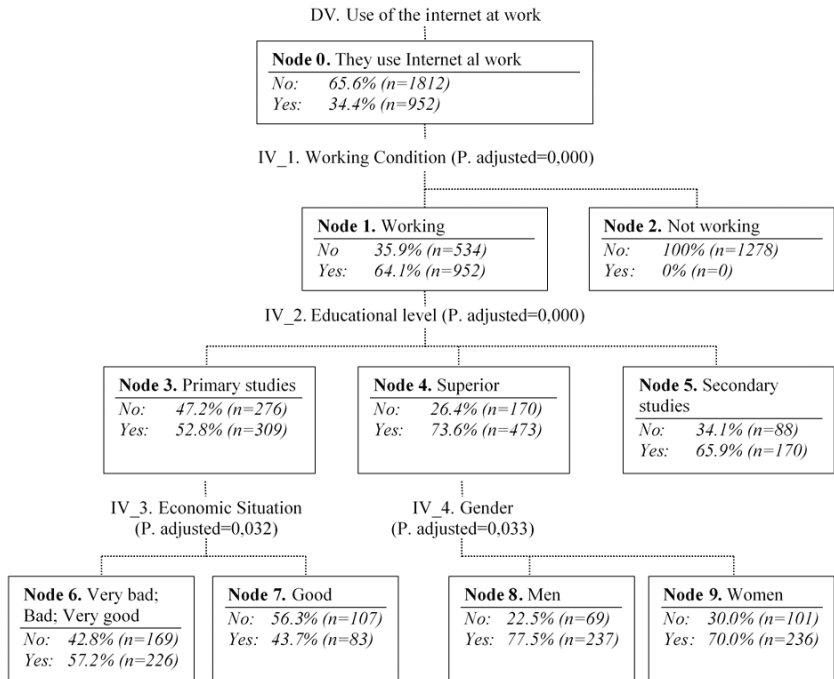 DV. Use of the internet at work
Node 0. They use Internet al work
No: 65.6% (n=1812)
Yes: 34.4% (n=952)
IV_1. Working Condition (P. adjusted=0,000)
Node 1. Working
No 35.9% (n=534)
Yes: 64.1% (n=952)
Node 2. Not working
No: 100% (n=1278)
Yes: 0% (n=0)
IV_2. Educational level (P. adjusted=0,000)
Node 3. Primary studies
No: 47.2% (n=276)
Yes: 52.8% (n=309)
Node 4. Superior
No: 26.4% (n=170)
Yes: 73.6% (n=473)
Node 5. Secondary
studies
No: 34.1% (n=88)
Yes: 65.9% (n=170)
IV_3. Economic Situation
(P. adjusted=0,032)
IV_4. Gender
(P. adjusted=0,033)
Node 6. Very bad;
Bad; Very good
No: 42.8% (n=169)
Yes: 57.2% (n=226)
Node 7. Good
No: 56.3% (n=107)
Yes: 43.7% (n=83)
Node 8. Men
No: 22.5% (n=69)
Yes: 77.5% (n=237)
Node 9. Women
No: 30.0% (n=101)
Yes: 70.0% (n=236)